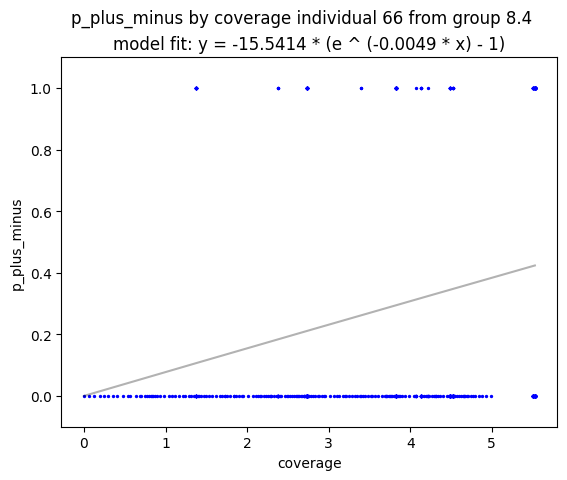 p_plus_minus by coverage individual 66 from group 8.4
model fit: y = -15.5414 * (e ^ (-0.0049 * x) - 1)
1.0
0.8
0.6
0.4
0.2
0.0
p_plus_minus
0 1 2 3 4 5
coverage